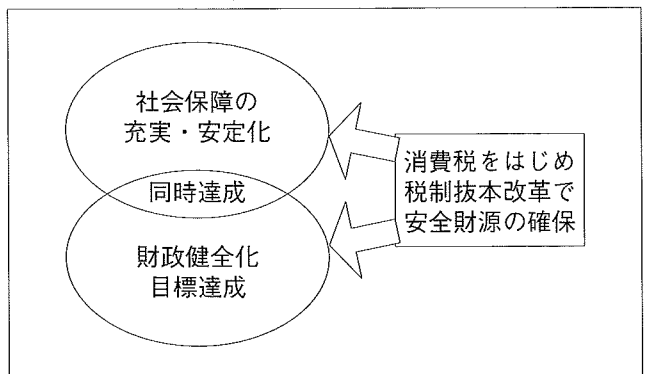 社会保障の
充実・安定化
同時達成
財政健全化
目標達成
消費税をはじめ
税制抜本改革で
安全財源の確保